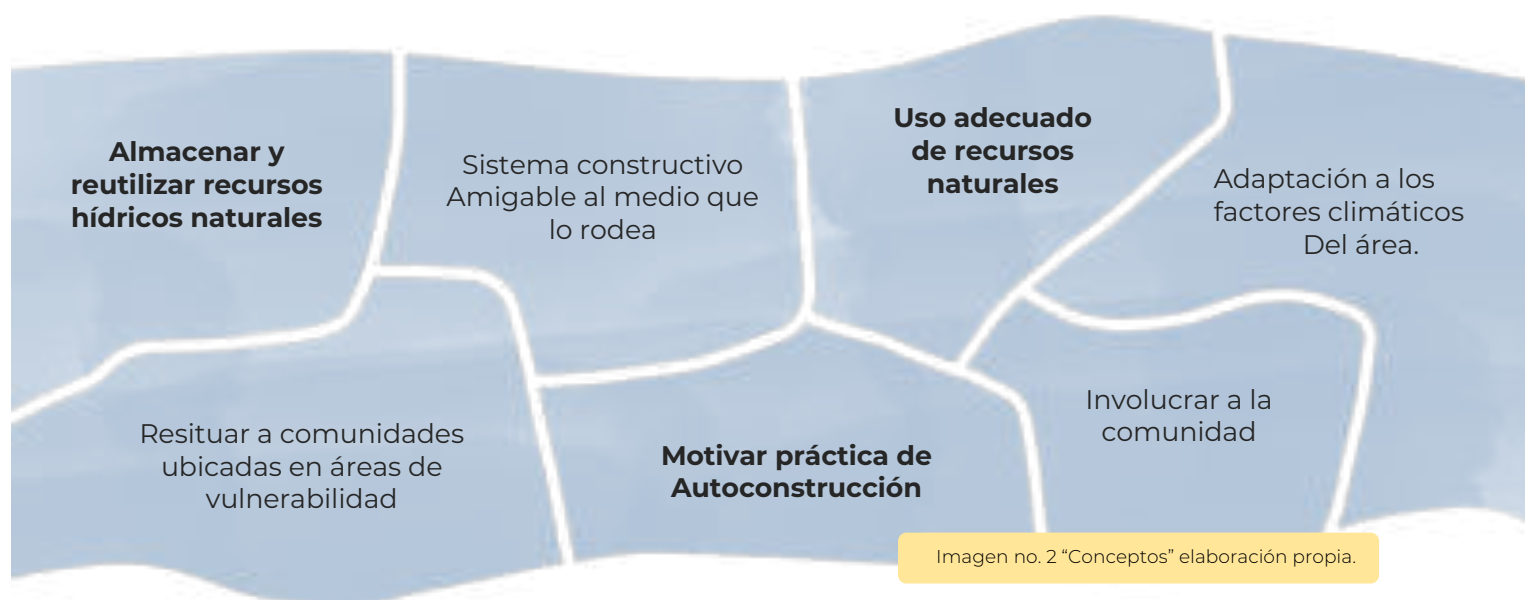 Almacenar y
reutilizar recursos
hídricos naturales
Sistema constructivo
Amigable al medio que
lo rodea
Uso adecuado
de recursos
naturales
Adaptación a los
factores climáticos
Del área.
Resituar a comunidades
ubicadas en áreas de
vulnerabilidad
Motivar práctica de
Autoconstrucción
Involucrar a la
comunidad
Imagen no. 2 “Conceptos” elaboración propia.